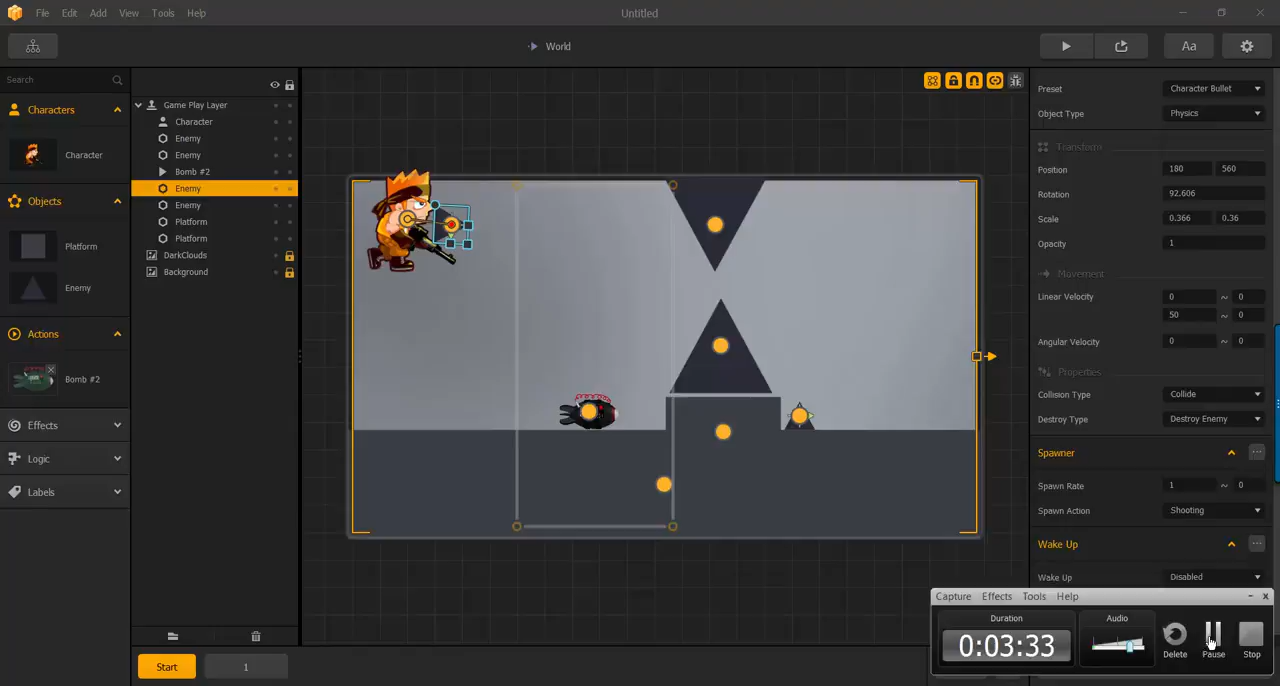 File Edit Add View Tools Help
Untitled
World
Aa
Search
Characters
Character
Objects
Platform
Enemy
Actions
Bomb #2
Effects
Logic
Labels
Game Play Layer
Character
Enemy
Enemy
Bomb #2
Enemy
Enemy
Platform
Platform
DarkClouds
Background
Start
1
Preset Character Bullet
Object Type Physics
Transform
Position 180 560
Rotation 92.606
Scale 0.366 0.36
Opacity 1
Movement
Linear Velocity 0 ~ 0
50 ~ 0
Angular Velocity 0 ~ 0
Properties
Collision Type Collide
Destroy Type Destroy Enemy
Spawner
Spawn Rate 1 ~ 0
Spawn Action Shooting
Wake Up
Wake Up Disabled
Capture Effects Tools Help
Duration
0:03:33
Audio
Delete
Pause
Stop